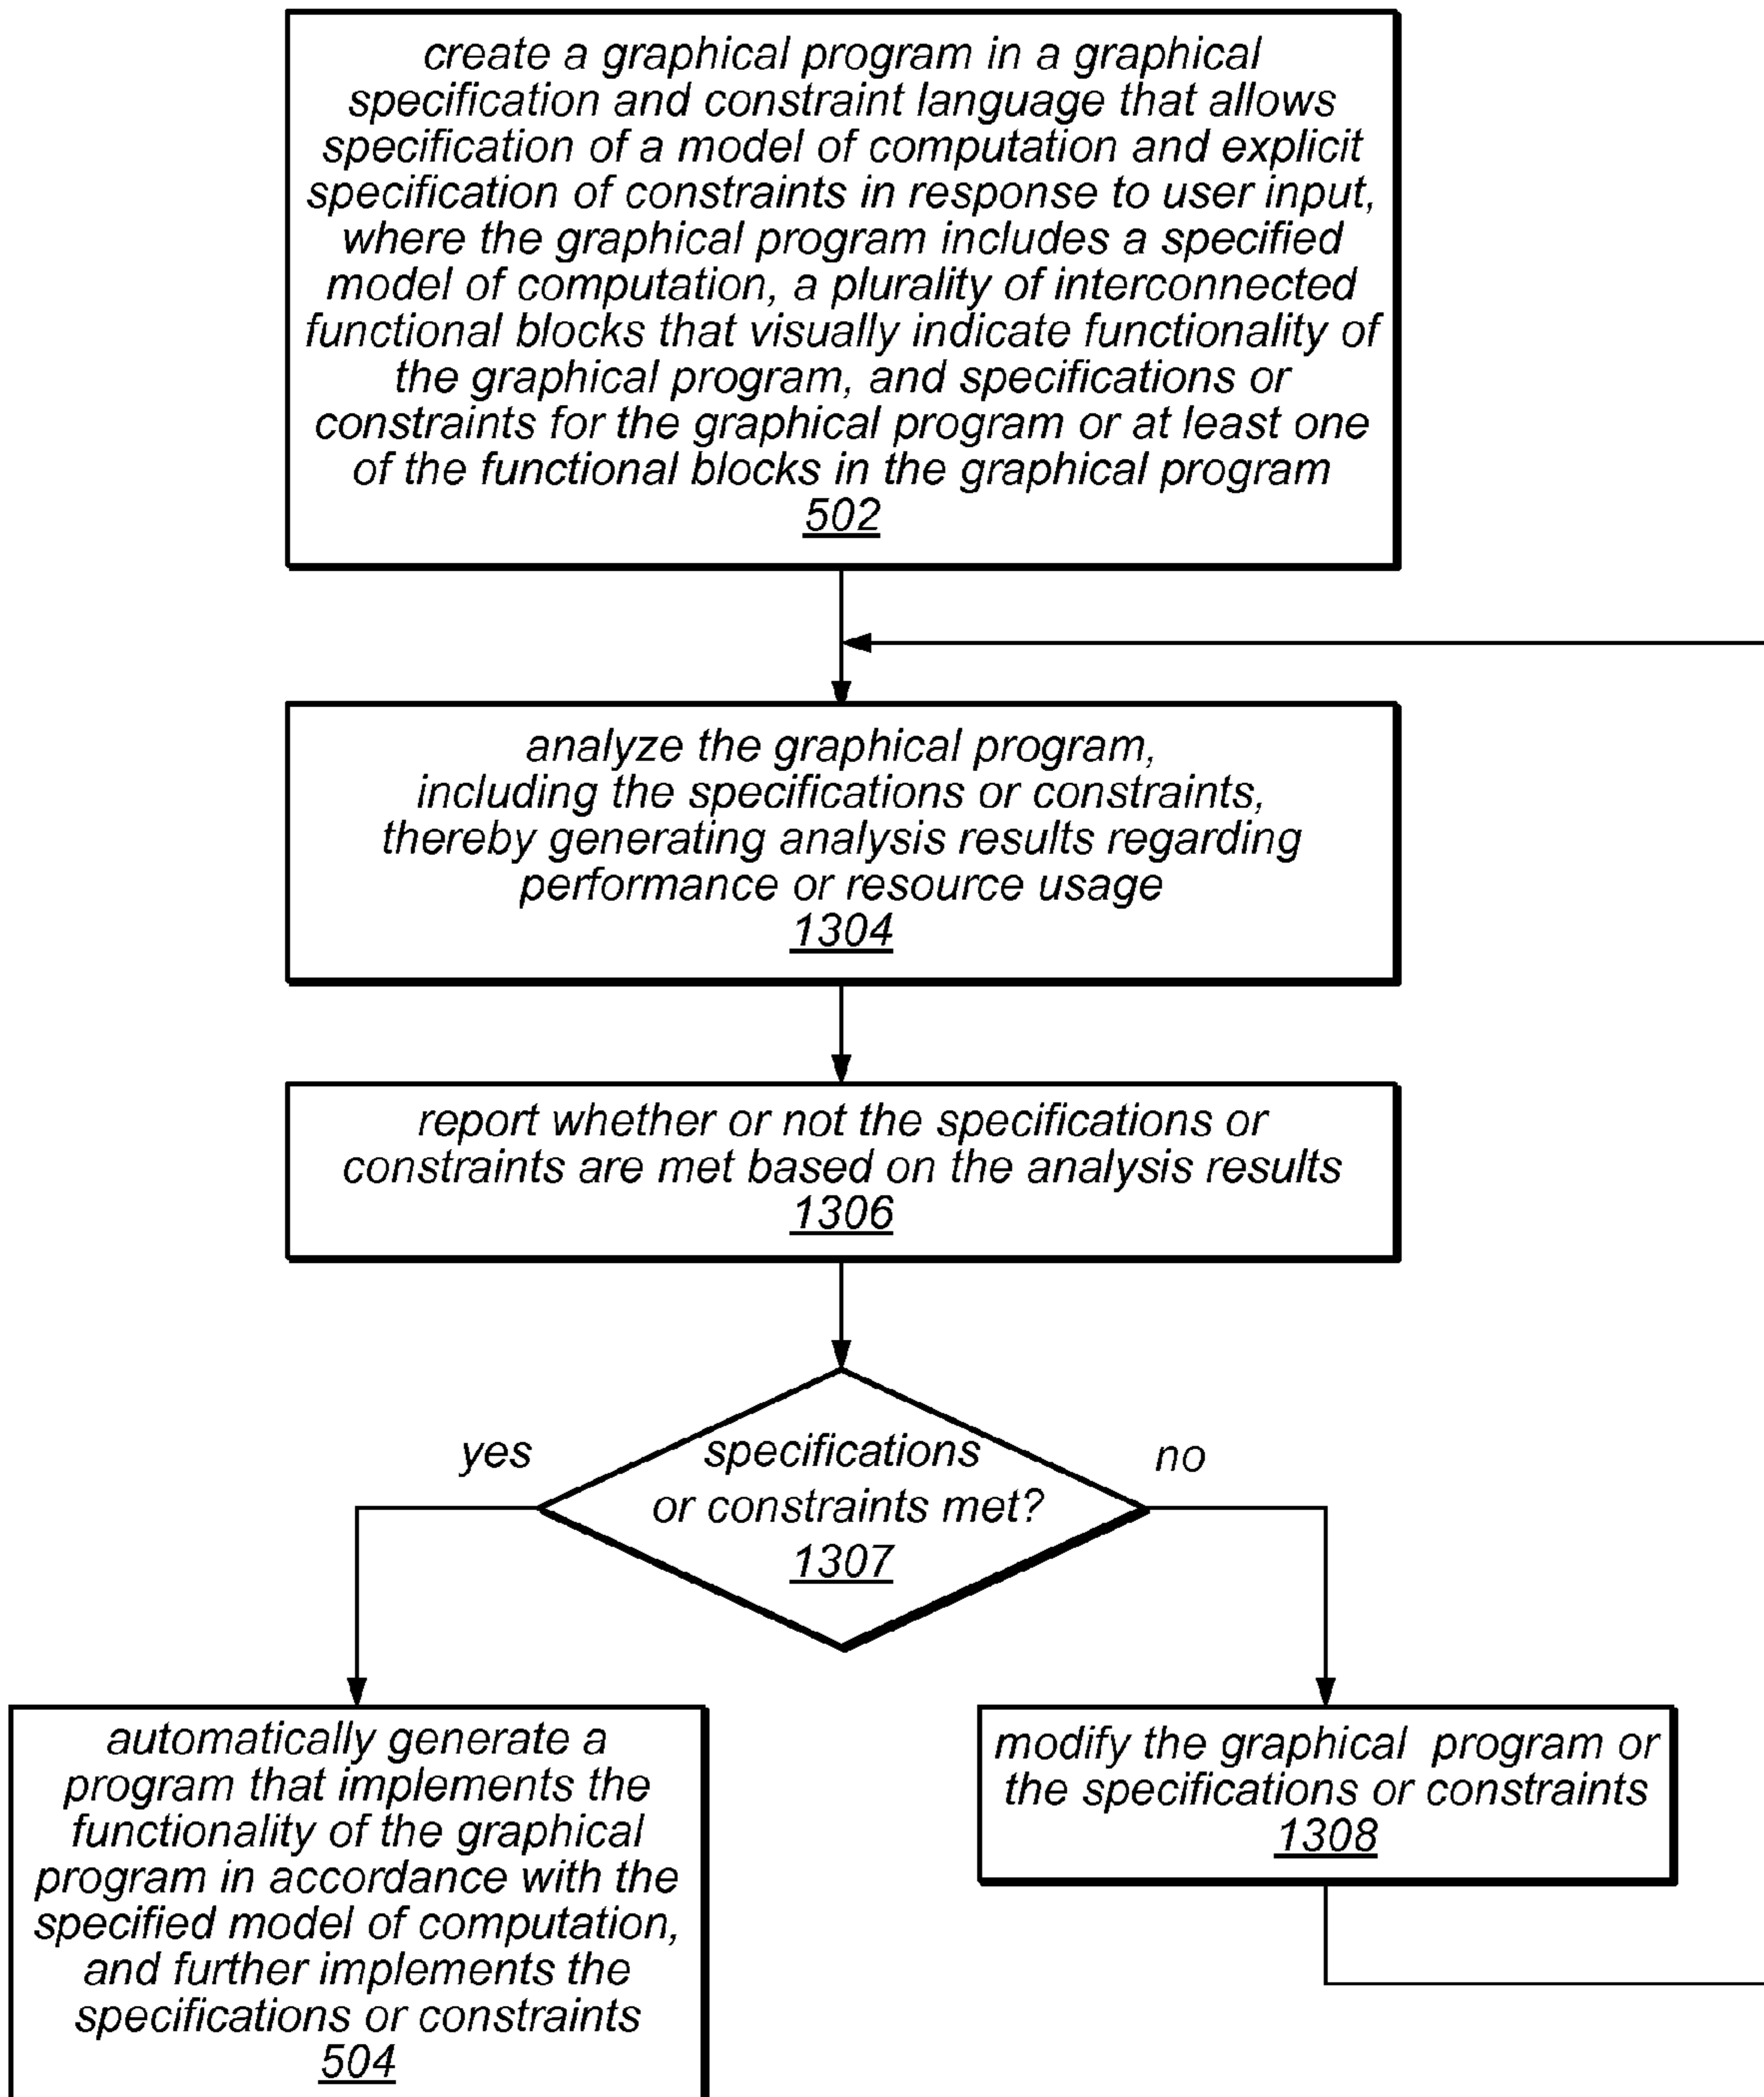 create a graphical program in a graphical
specification and constraint language that allows
specification of a model of computation and explicit
specification of constraints in response to user input,
where the graphical program includes a specified
model of computation, a plurality of interconnected
functional blocks that visually indicate functionality of
the graphical program, and specifications or
constraints for the graphical program or at least one
of the functional blocks in the graphical program
502
analyze the graphical program,
including the specifications or constraints,
thereby generating analysis results regarding
performance or resource usage
1304
report whether or not the specifications or
constraints are met based on the analysis results
1306
yes
specifications
or constraints met?
1307
no
automatically generate a
program that implements the
functionality of the graphical
program in accordance with the
specified model of computation,
and further implements the
specifications or constraints
504
modify the graphical program or
the specifications or constraints
1308